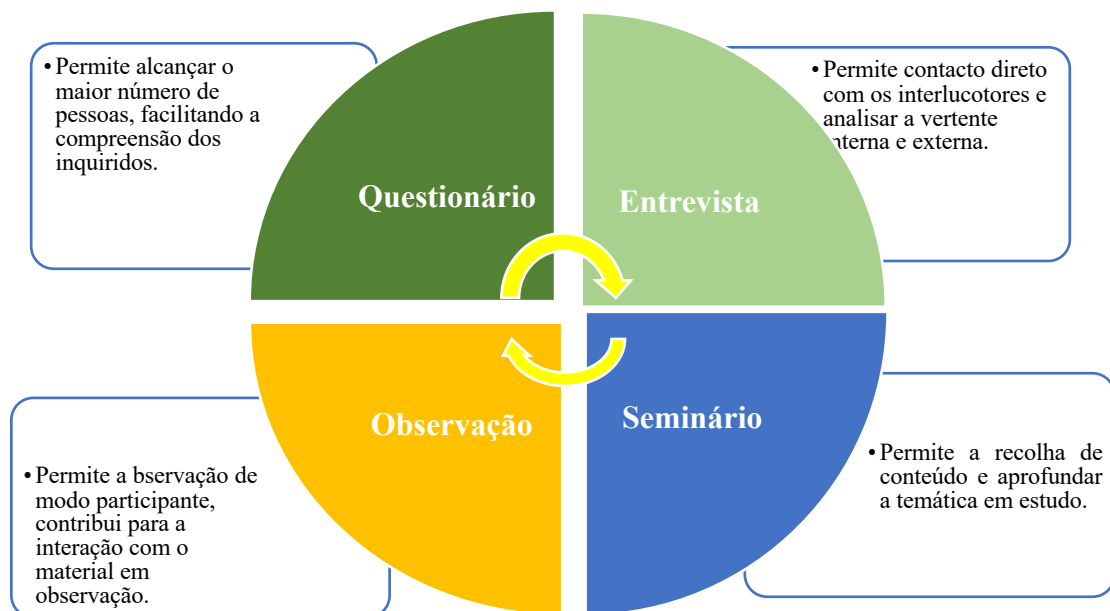 • Permite alcançar o
maior número de
pessoas, facilitando a
compreensão dos
inquiridos.
Questionário
Entrevista
• Permite contacto direto
com os interlucotores e
analisar a vertente
interna e externa.
Observação
Seminário
• Permite a bservação de
modo participante,
contribui para a
interação com o
material em
observação.
• Permite a recolha de
conteúdo e aprofundar
a temática em estudo.